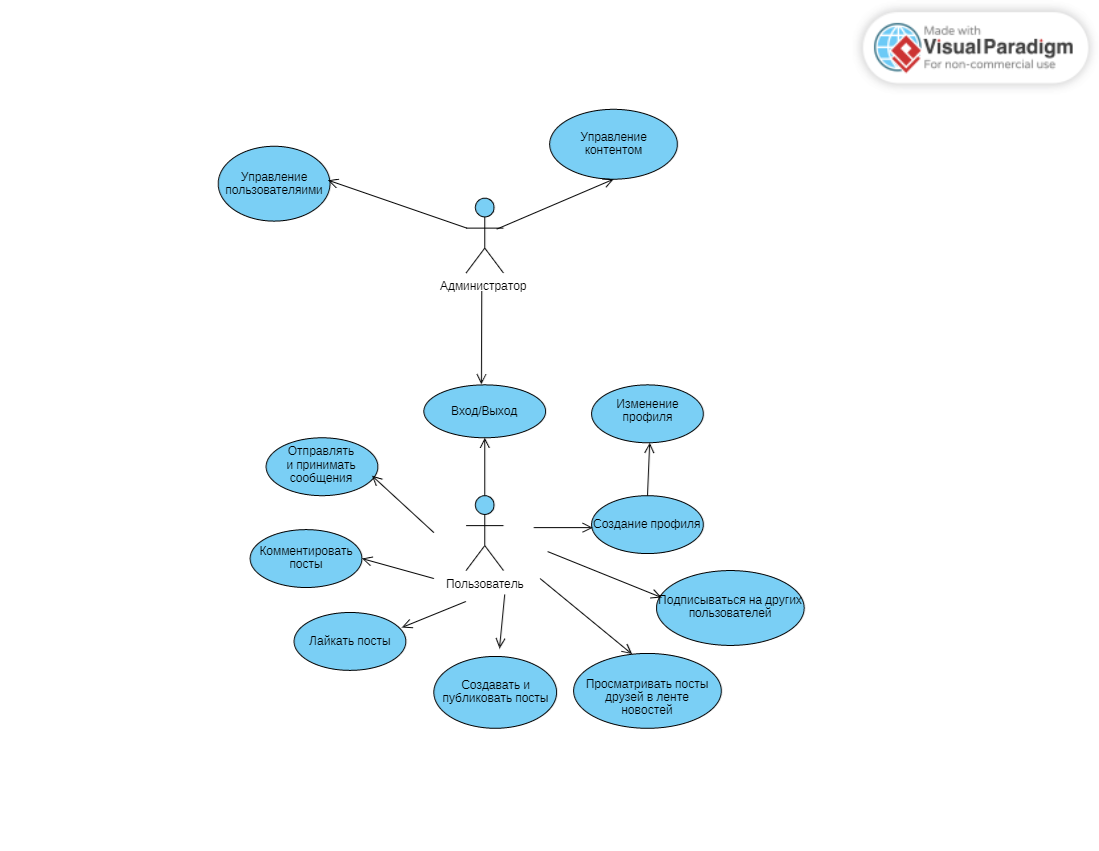 Made with
Visual Paradigm
For non-commercial use
Управление
контентом
Управление
пользователяими
Администратор
Вход/Выход
Изменение
профиля
Отправлять
и принимать
сообщения
Создание профиля
Комментировать
посты
Пользователь
Подписываться на других
пользователей
Лайкать посты
Создавать и
публиковать посты
Просматривать посты
друзей в ленте
новостей